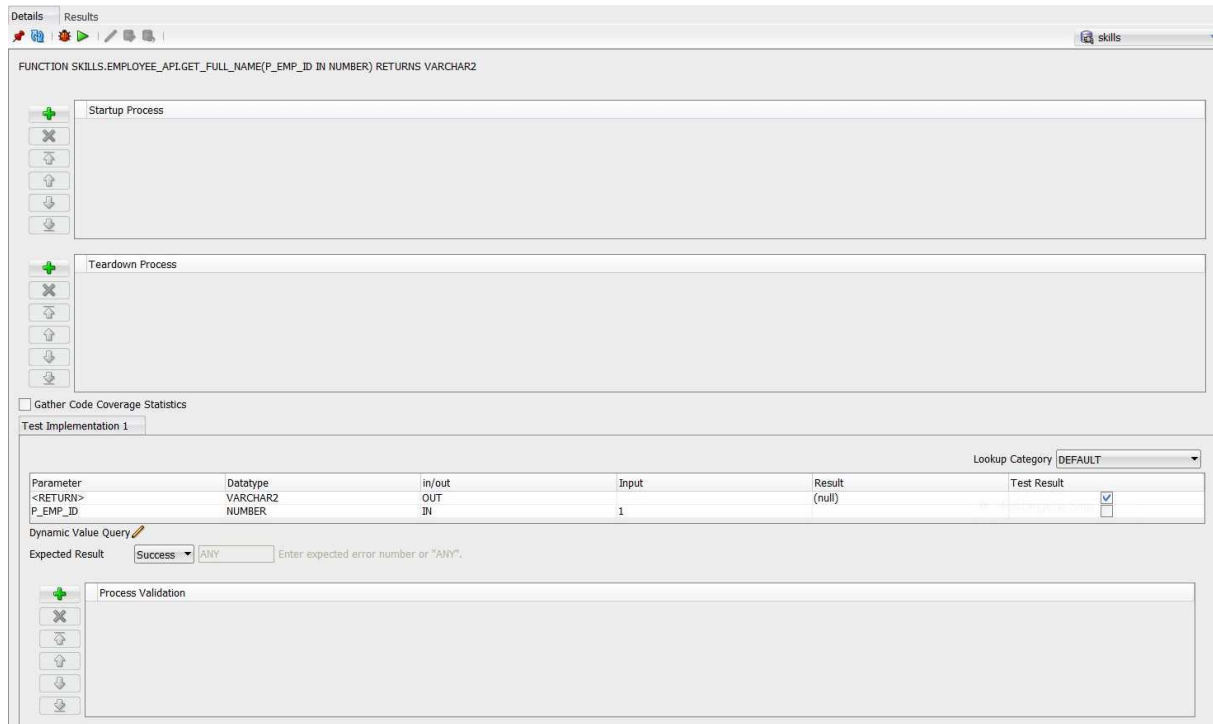 Details Results
skills
FUNCTION SKILLS.EMPLOYEE_API.GET_FULL_NAME(P_EMP_ID IN NUMBER) RETURNS VARCHAR2
Startup Process
Teardown Process
Gather Code Coverage Statistics
Test Implementation 1
Lookup Category DEFAULT
Parameter Datatype in/out Input Result Test Result
<RETURN> VARCHAR2 OUT (null)
P_EMP_ID NUMBER IN 1
Dynamic Value Query
Expected Result Success ANY Enter expected error number or "ANY".
Process Validation